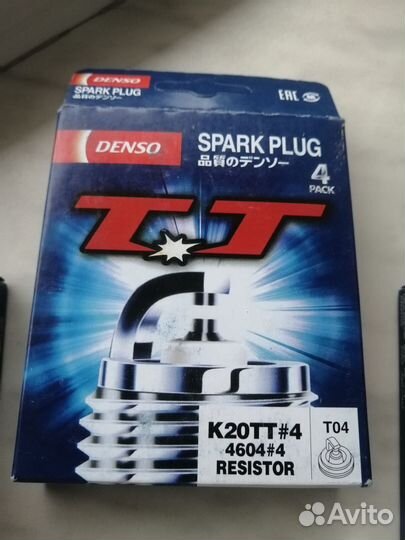 DENSO
SPARK PLUG
品質のデンソー
EAC
DENSO
SPARK PLUG
品質のデンソー
4
PACK
TT
K20TT#4
4604#4
RESISTOR
T04
Avito